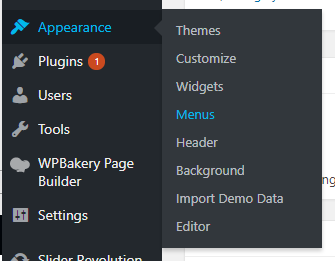 Appearance
Plugins 1
Users
Tools
WPBakery Page
Builder
Settings
Slider Revolution
Themes
Customize
Widgets
Menus
Header
Background
Import Demo Data
Editor